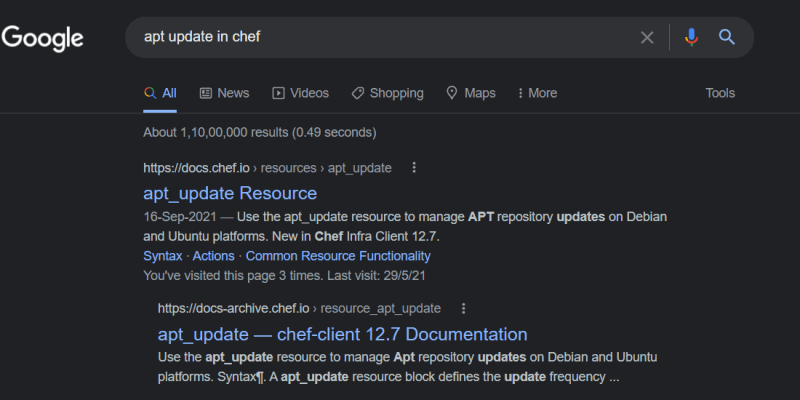 Google
apt update in chef
All News Videos Shopping Maps More Tools
About 1,10,00,000 results (0.49 seconds)
https://docs.chef.io › resources › apt_update
apt_update Resource
16-Sep-2021 — Use the apt_update resource to manage APT repository updates on Debian
and Ubuntu platforms. New in Chef Infra Client 12.7.
Syntax · Actions · Common Resource Functionality
You've visited this page 3 times. Last visit: 29/5/21
https://docs-archive.chef.io › resource_apt_update
apt_update — chef-client 12.7 Documentation
Use the apt_update resource to manage Apt repository updates on Debian and Ubuntu
platforms. Syntax¶. A apt_update resource block defines the update frequency ...